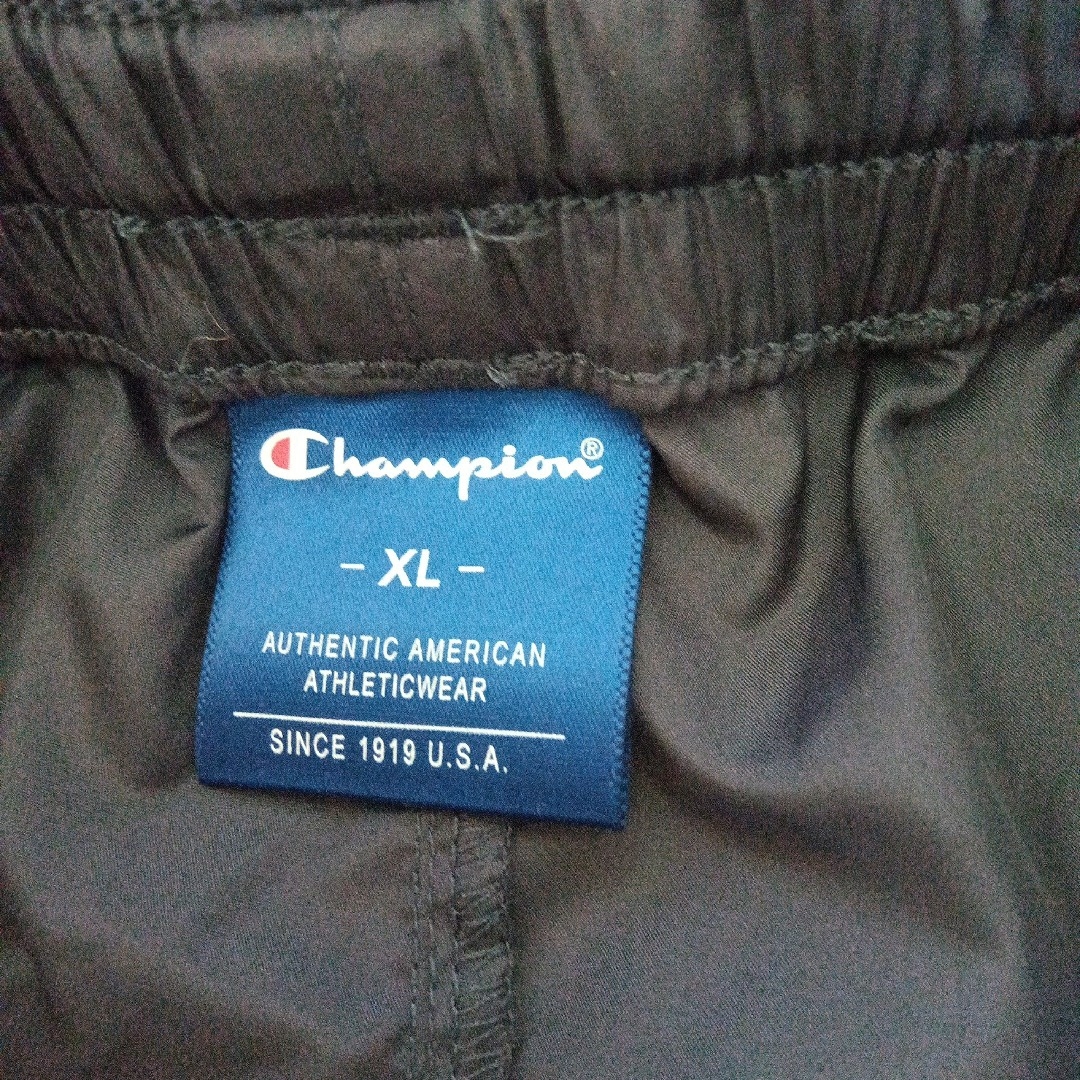 Champion®
- XL -
AUTHENTIC AMERICAN
ATHLETICWEAR
SINCE 1919 U.S.A.